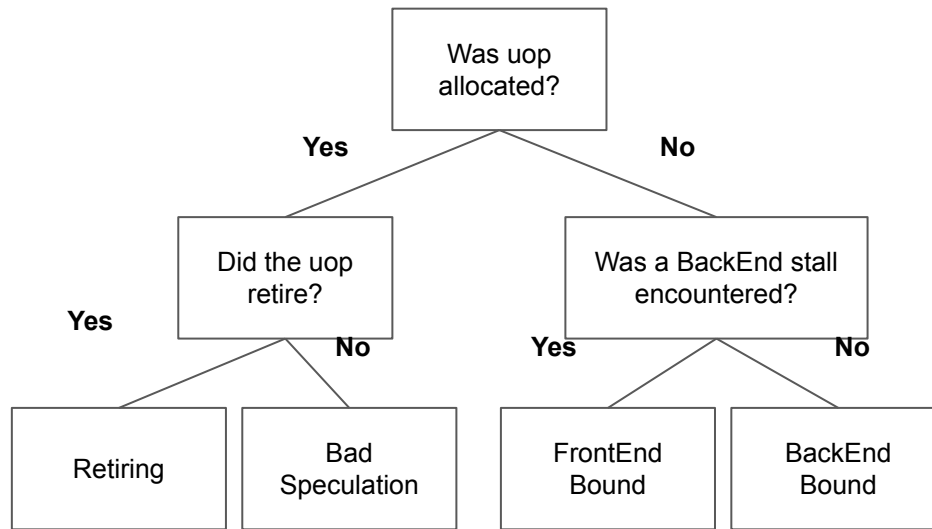 Was uop
allocated?
Yes
No
Did the uop
retire?
Was a BackEnd stall
encountered?
Yes
No
Yes
No
Retiring
Bad
Speculation
FrontEnd
Bound
BackEnd
Bound